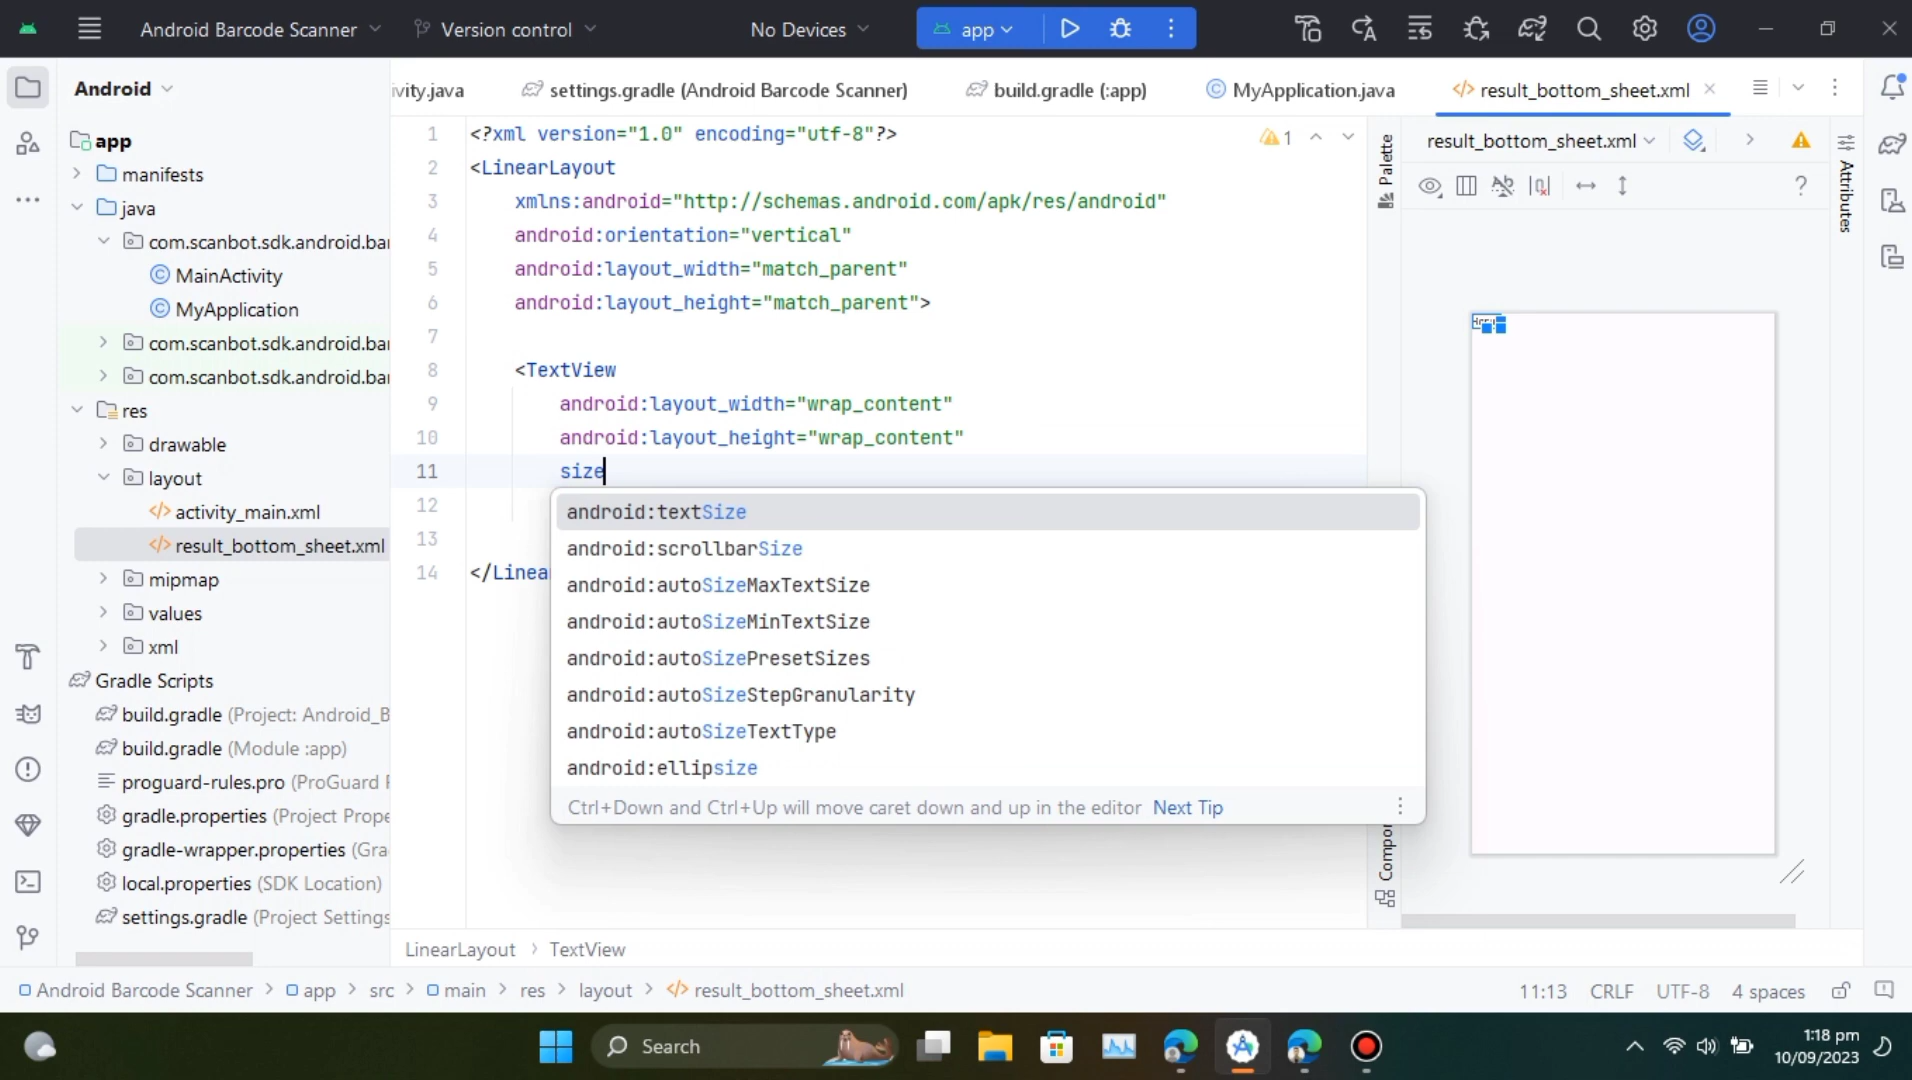 Android Barcode Scanner
Version control
No Devices
app
Android
ivity.java
settings.gradle (Android Barcode Scanner)
build.gradle (:app)
MyApplication.java
result_bottom_sheet.xml
app
manifests
java
com.scanbot.sdk.android.bar
MainActivity
MyApplication
com.scanbot.sdk.android.bar
com.scanbot.sdk.android.bar
res
drawable
layout
activity_main.xml
result_bottom_sheet.xml
mipmap
values
xml
Gradle Scripts
build.gradle (Project: Android_B
build.gradle (Module :app)
proguard-rules.pro (ProGuard
gradle.properties (Project Prope
gradle-wrapper.properties (Gra
local.properties (SDK Location)
settings.gradle (Project Settings
1 <?xml version="1.0" encoding="utf-8"?>
2 <LinearLayout
3 xmlns:android="http://schemas.android.com/apk/res/android"
4 android:orientation="vertical"
5 android:layout_width="match_parent"
6 android:layout_height="match_parent">
7
8 <TextView
9 android:layout_width="wrap_content"
10 android:layout_height="wrap_content"
11 size
12
13
14 </Linea
1
android:textSize
android:scrollbarSize
android:autoSizeMaxTextSize
android:autoSizeMinTextSize
android:autoSizePresetSizes
android:autoSizeStepGranularity
android:autoSizeTextType
android:ellipsize
Ctrl+Down and Ctrl+Up will move caret down and up in the editor Next Tip
Palette
Compor
result_bottom_sheet.xml
?
Attributes
LinearLayout > TextView
Android Barcode Scanner > app > src > main > res > layout > result_bottom_sheet.xml
11:13 CRLF UTF-8 4 spaces
Search
1:18 pm
10/09/2023